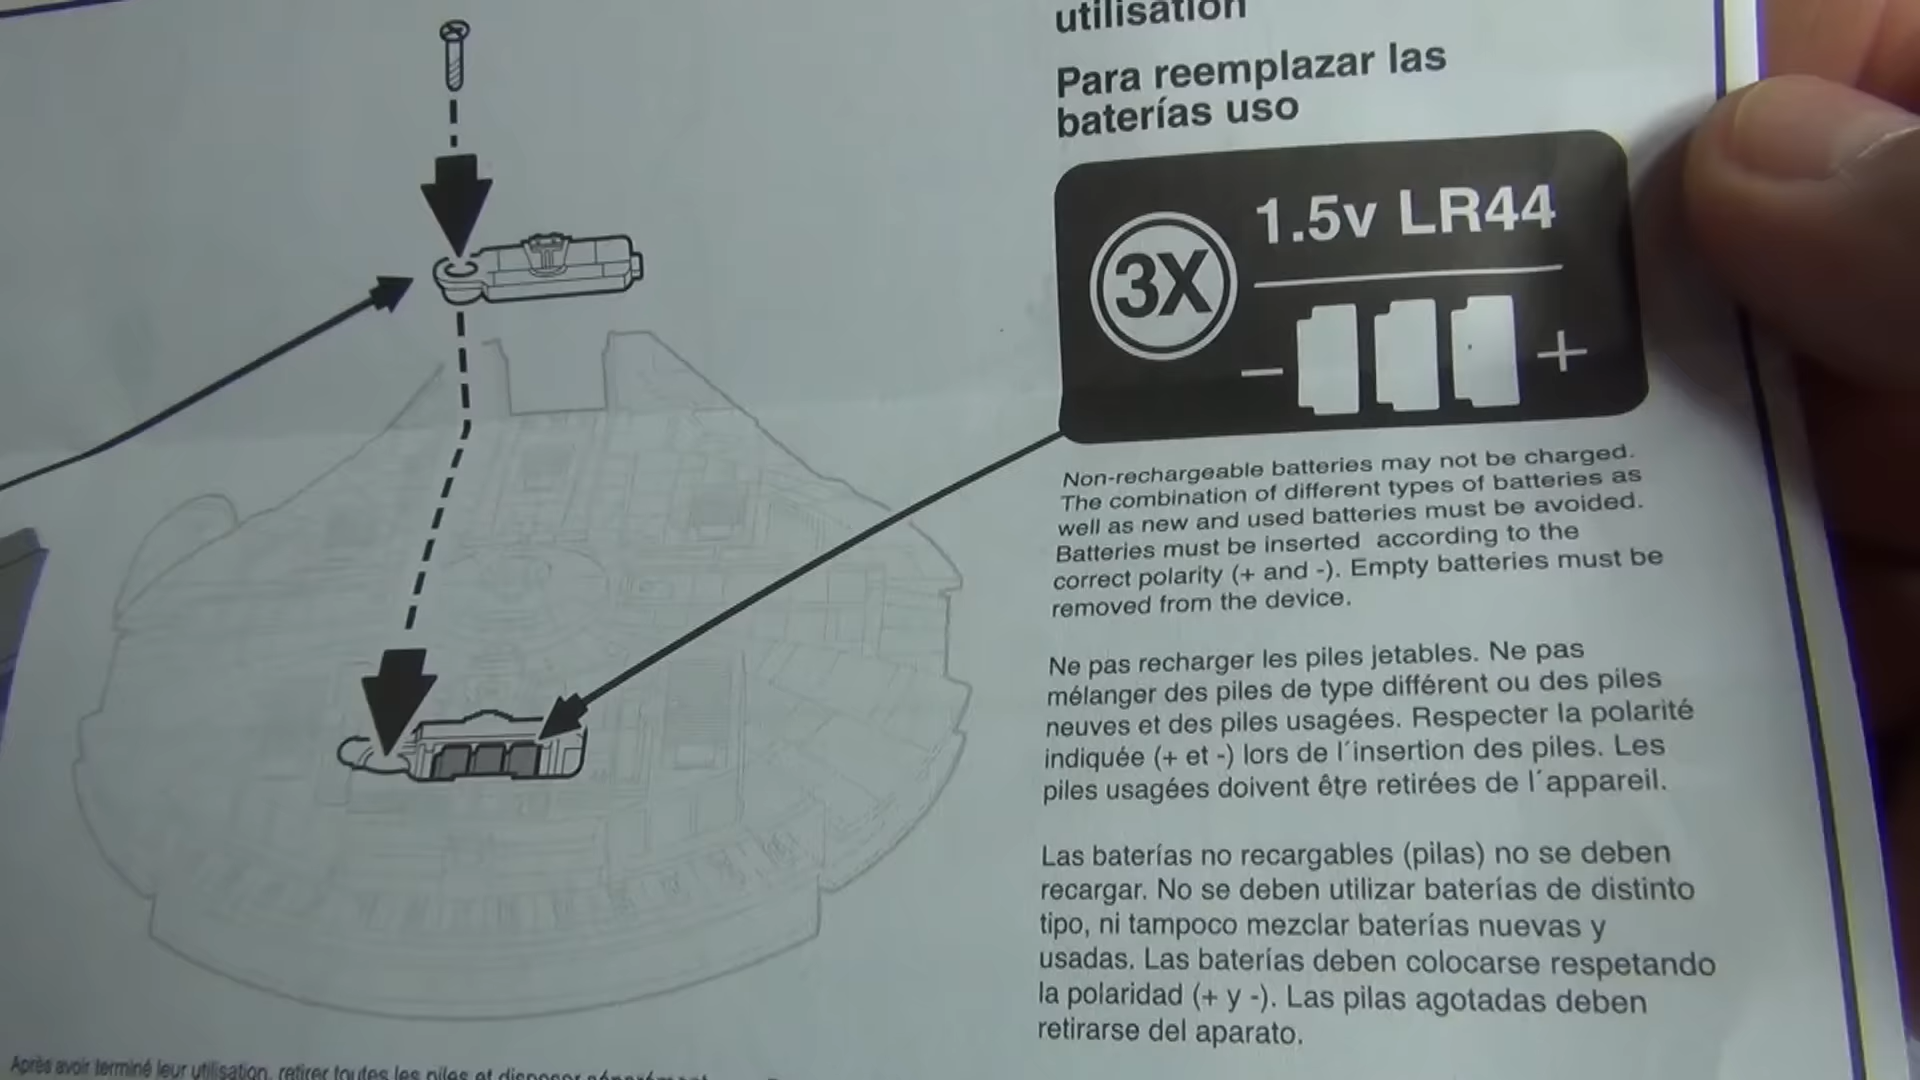 utilisation
Para reemplazar las
baterías uso
3X
1.5v LR44
- +
Non-rechargeable batteries may not be charged.
The combination of different types of batteries as
well as new and used batteries must be avoided.
Batteries must be inserted according to the
correct polarity (+ and -). Empty batteries must be
removed from the device.
Ne pas recharger les piles jetables. Ne pas
mélanger des piles de type différent ou des piles
neuves et des piles usagées. Respecter la polarité
indiquée (+ et -) lors de l´insertion des piles. Les
piles usagées doivent être retirées de l´appareil.
Las baterías no recargables (pilas) no se deben
recargar. No se deben utilizar baterías de distinto
tipo, ni tampoco mezclar baterías nuevas y
usadas. Las baterías deben colocarse respetando
la polaridad (+ y -). Las pilas agotadas deben
retirarse del aparato.
Après avoir terminé leur utilisation, retirer toutes les piles et